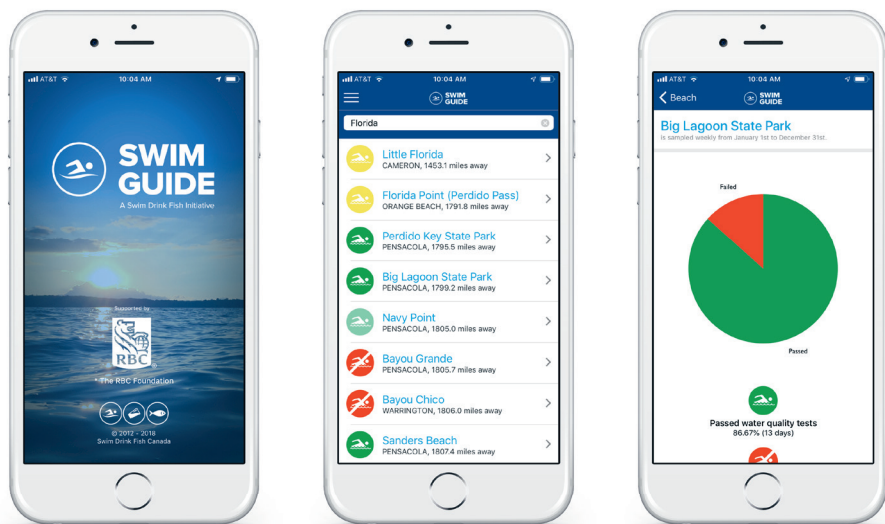 AT&T
10:04 AM
SWIM
GUIDE
A Swim Drink Fish Initiative
Supported by
RBC
®
* The RBC Foundation
© 2012 - 2018
Swim Drink Fish Canada
AT&T
10:04 AM
SWIM
GUIDE
Florida
Little Florida
CAMERON, 1453.1 miles away
Florida Point (Perdido Pass)
ORANGE BEACH, 1791.8 miles away
Perdido Key State Park
PENSACOLA, 1795.5 miles away
Big Lagoon State Park
PENSACOLA, 1799.2 miles away
Navy Point
PENSACOLA, 1805.0 miles away
Bayou Grande
PENSACOLA, 1805.7 miles away
Bayou Chico
WARRINGTON, 1806.0 miles away
Sanders Beach
PENSACOLA, 1807.4 miles away
AT&T
10:04 AM
Beach
SWIM
GUIDE
Big Lagoon State Park
is sampled weekly from January 1st to December 31st.
Failed
Passed
Passed water quality tests
86.67% (13 days)